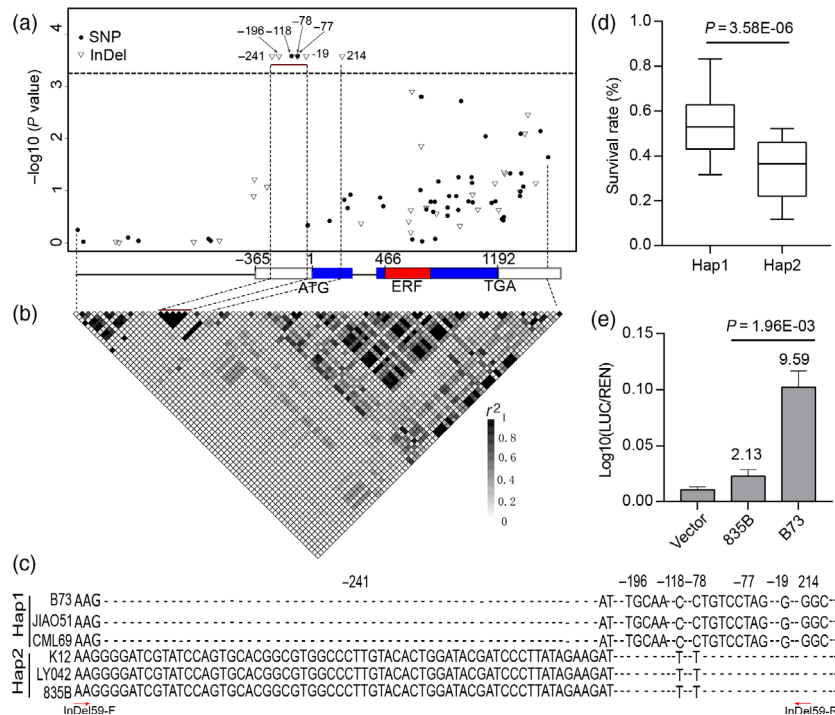 (a)
SNP
InDel
−78
−118
−77
−196
−241
−19
214
4
3
2
1
0
−log10 (P value)
−365
1
466
1192
ATG
ERF
TGA
(b)
r2
1
0.8
0.6
0.4
0.2
0
(c)
−241
−196
−118
−78
−77
−19
214
Hap1
B73 AAG AT TGCAA C CTGTCCTAG G GGC
JIAO51 AAG AT TGCAA C CTGTCCTAG G GGC
CML69 AAG AT TGCAA C CTGTCCTAG G GGC
Hap2
K12 AAGGGGATCGTATCCAGTGCACGGCGTGGCCCTTGTACACTGGATACGATCCCTTATAGAAGAT T T
LY042 AAGGGGATCGTATCCAGTGCACGGCGTGGCCCTTGTACACTGGATACGATCCCTTATAGAAGAT T T
835B AAGGGGATCGTATCCAGTGCACGGCGTGGCCCTTGTACACTGGATACGATCCCTTATAGAAGAT T T
InDel59-F
InDel59-R
(d)
P = 3.58E-06
1.0
0.8
0.6
0.4
0.2
0
Survival rate (%)
Hap1
Hap2
(e)
P = 1.96E-03
0.15
0.10
0.05
0.00
Log10(LUC/REN)
2.13
9.59
Vector
835B
B73